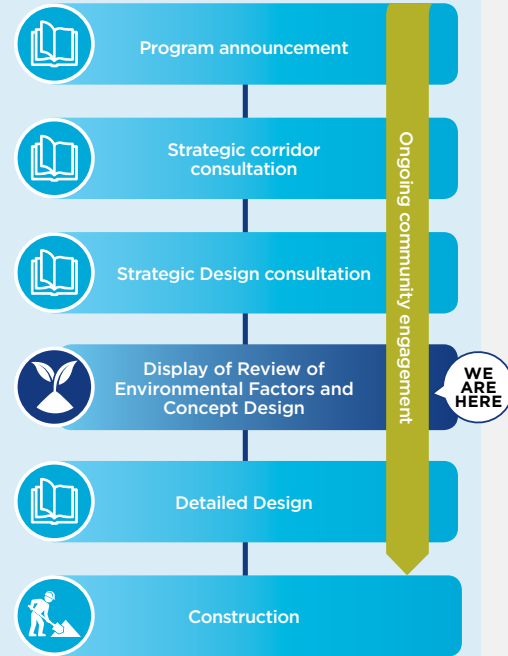 Program announcement
Strategic corridor
consultation
Strategic Design consultation
Display of Review of
Environmental Factors and
Concept Design
WE
ARE
HERE
Detailed Design
Construction
Ongoing community engagement